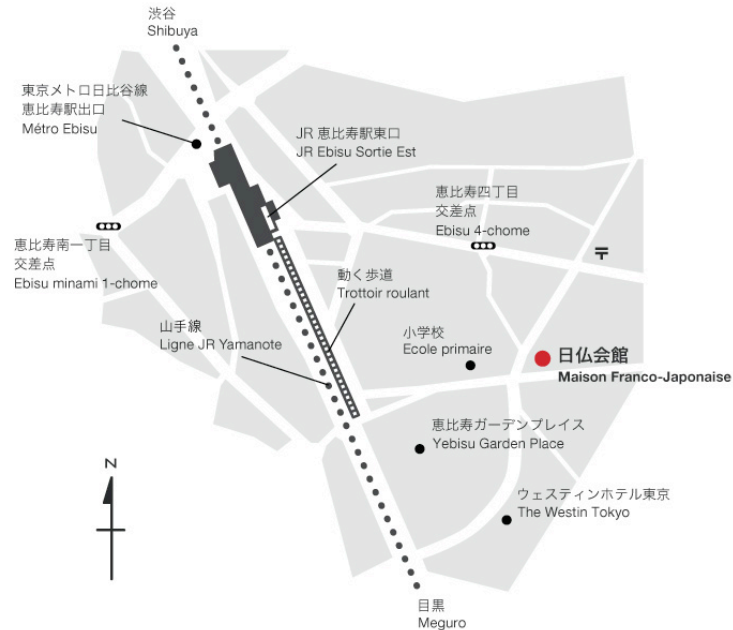 渋谷
Shibuya
東京メトロ日比谷線
恵比寿駅出口
Métro Ebisu
JR 恵比寿駅東口
JR Ebisu Sortie Est
恵比寿四丁目
交差点
Ebisu 4-chome
〒
恵比寿南一丁目
交差点
Ebisu minami 1-chome
動く歩道
Trottoir roulant
山手線
Ligne JR Yamanote
小学校
Ecole primaire
日仏会館
Maison Franco-Japonaise
恵比寿ガーデンプレイス
Yebisu Garden Place
N
ウェスティンホテル東京
The Westin Tokyo
目黒
Meguro